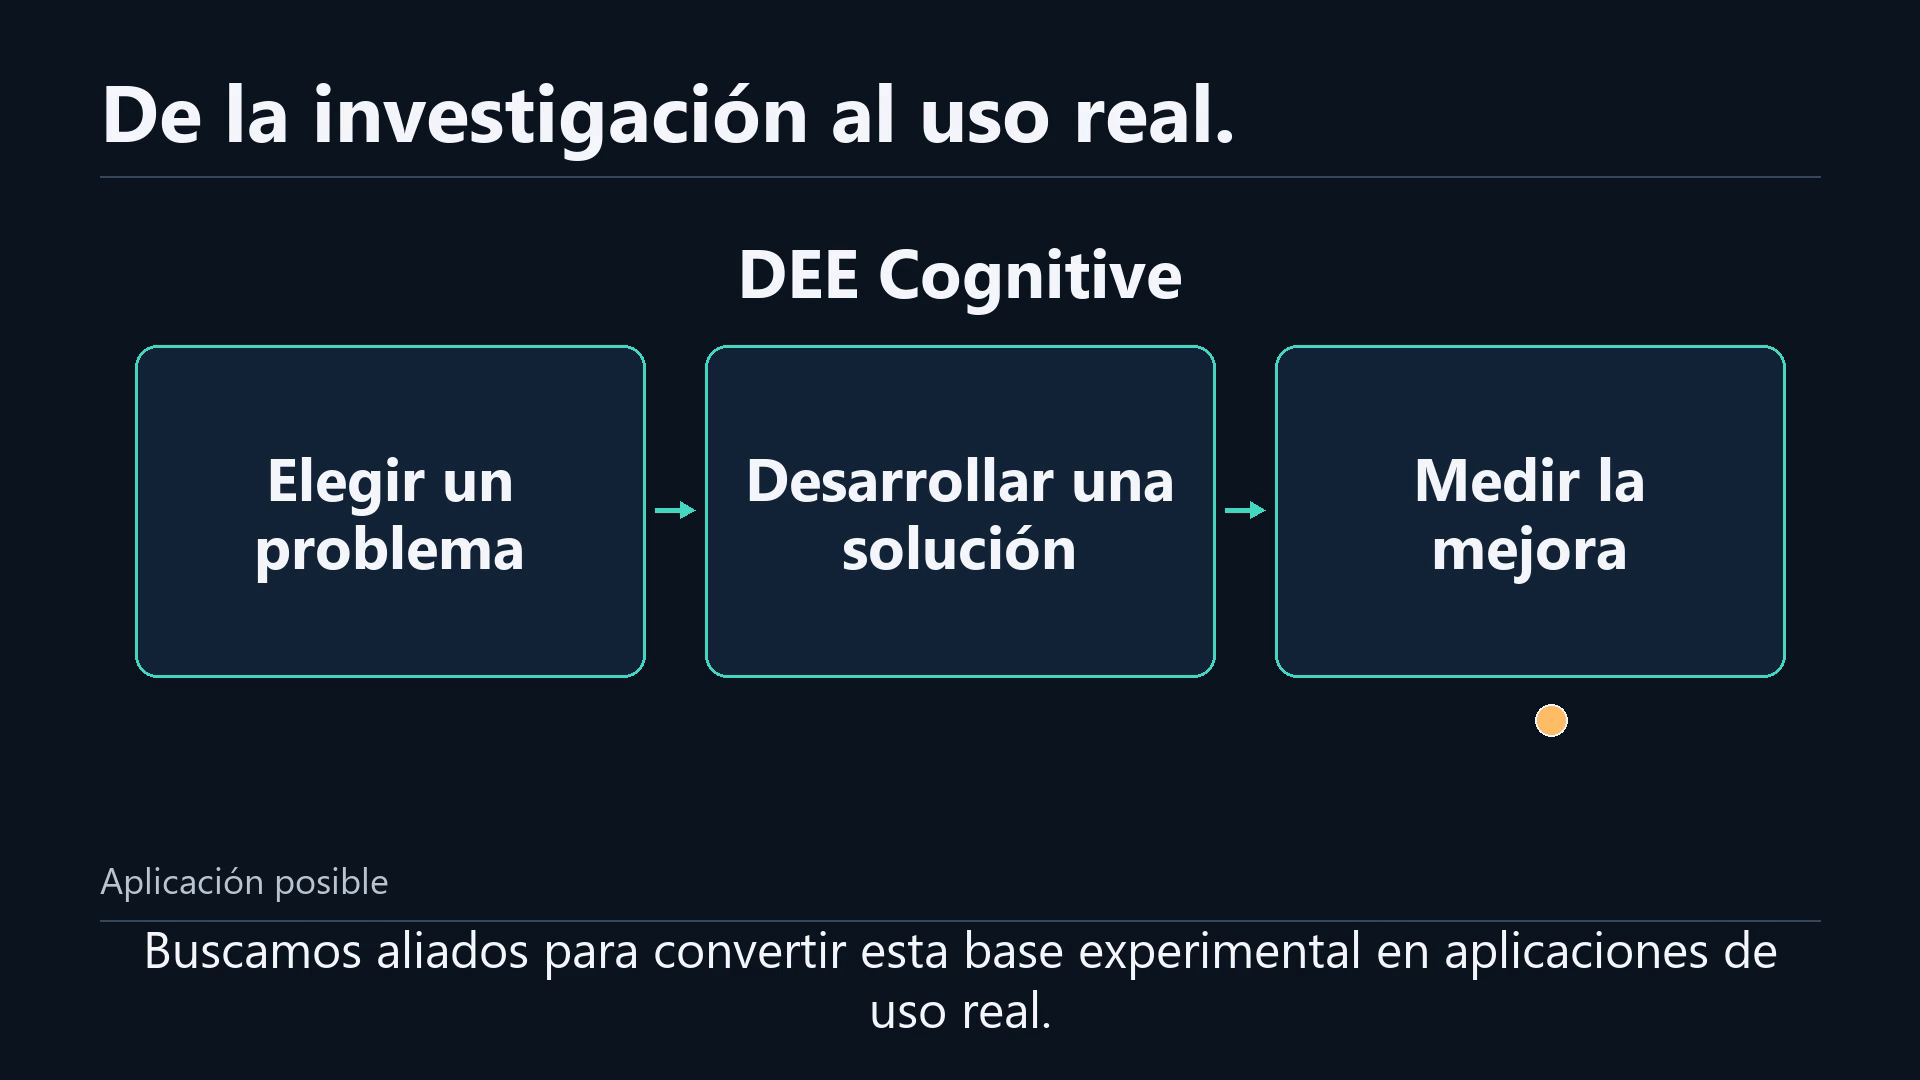 De la investigación al uso real.
DEE Cognitive
Elegir un
problema
Desarrollar una
solución
Medir la
mejora
Aplicación posible
Buscamos aliados para convertir esta base experimental en aplicaciones de
uso real.